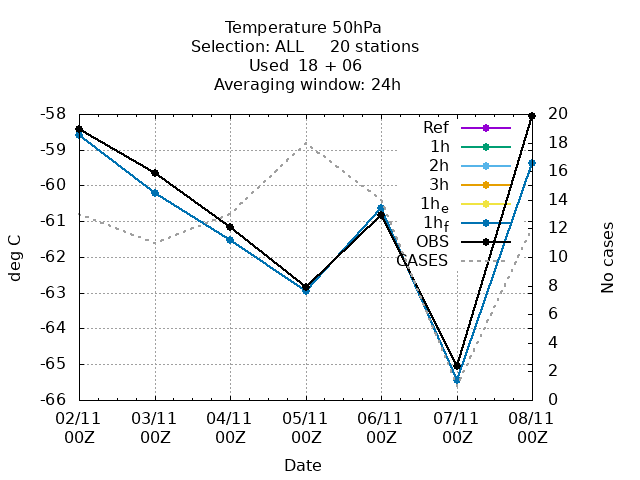 Temperature 50hPa
Selection: ALL 20 stations
Used 18 + 06
Averaging window: 24h
-58
-59
-60
-61
-62
-63
-64
-65
-66
deg C
20
18
16
14
12
10
8
6
4
2
0
No cases
Ref
1h
2h
3h
1he
1hf
OBS
CASES
02/11 03/11 04/11 05/11 06/11 07/11 08/11
00Z 00Z 00Z 00Z 00Z 00Z 00Z
Date